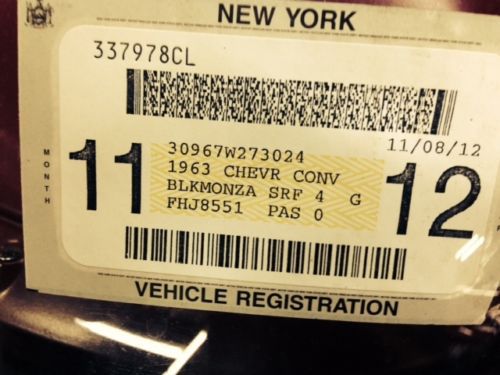 NEW YORK
337978CL
11/08/12
MONTH
11
30967W273024
1963 CHEVR CONV
BLKMONZA SRF 4 G
FHJ8551 PAS 0
12
VEHICLE REGISTRATION